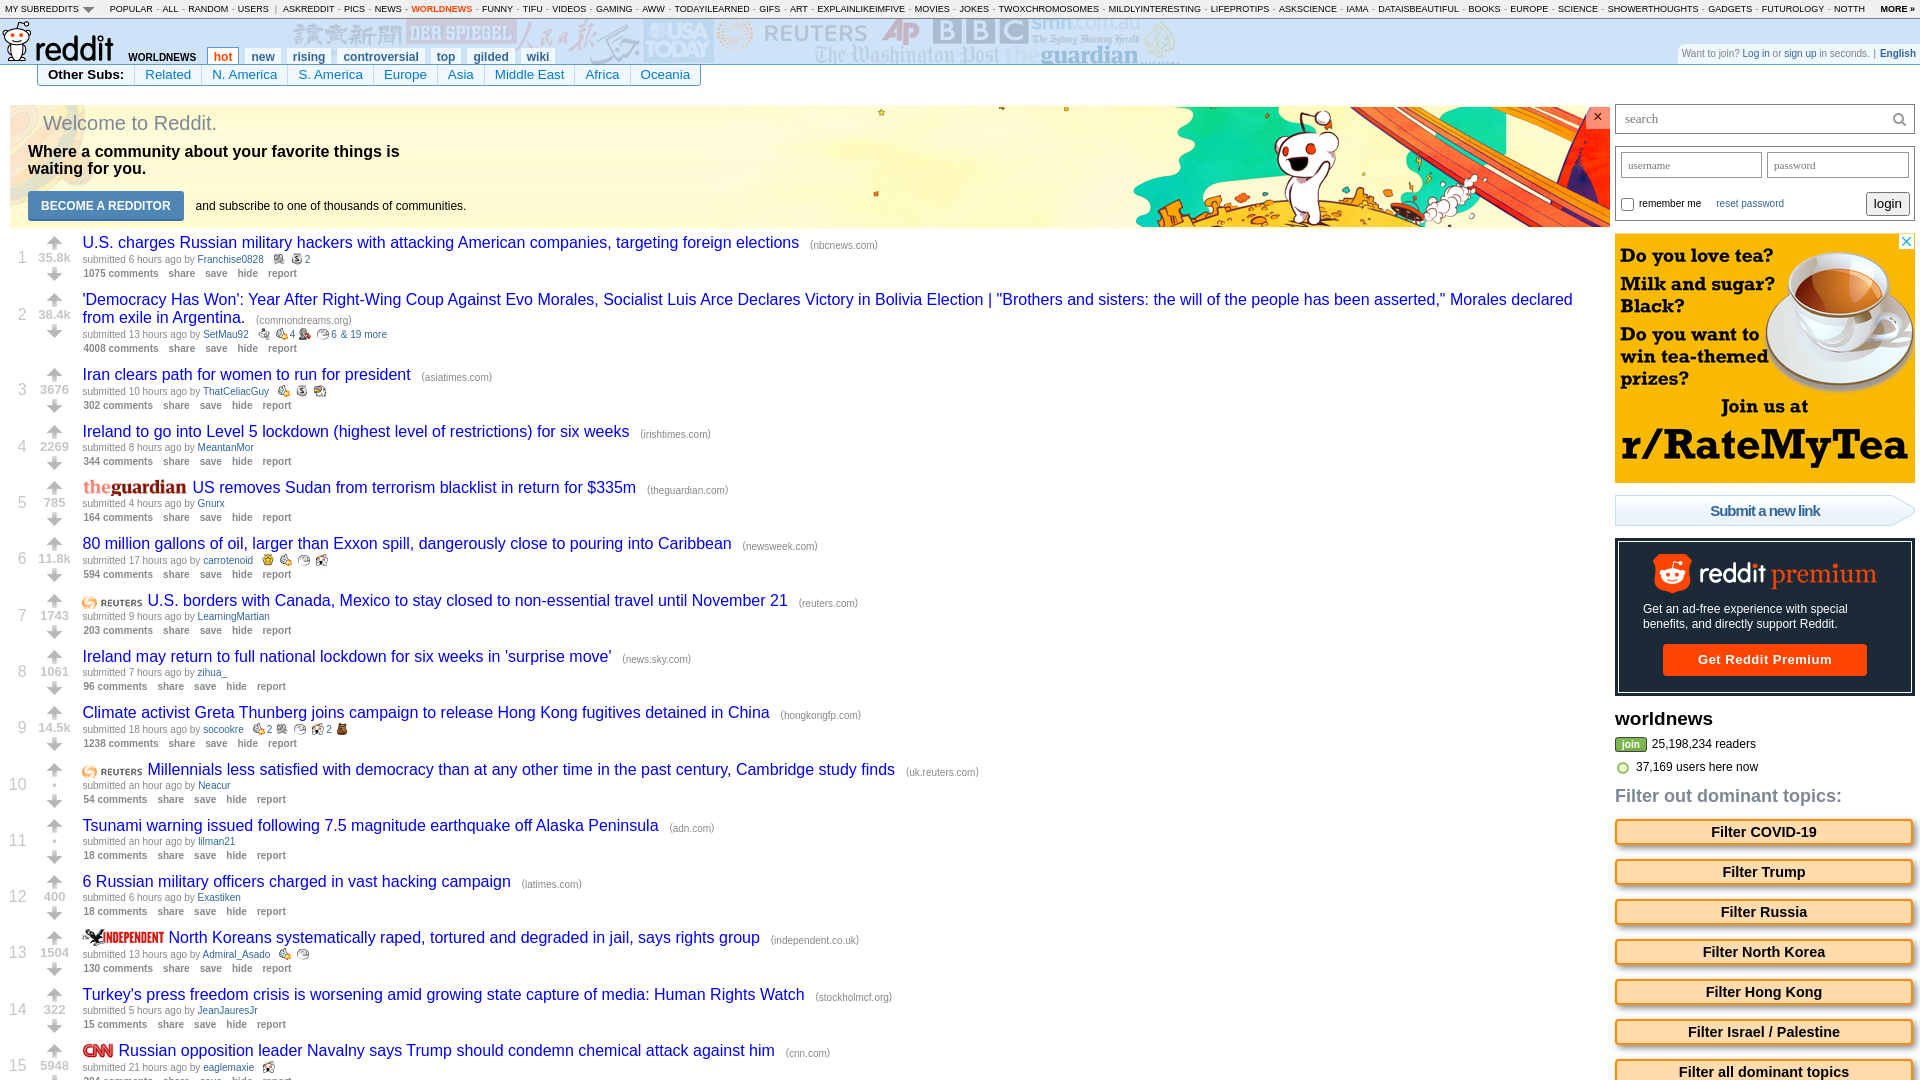 MY SUBREDDITS POPULAR - ALL - RANDOM - USERS | ASKREDDIT - PICS - NEWS - WORLDNEWS - FUNNY - TIFU - VIDEOS - GAMING - AWW - TODAYILEARNED - GIFS - ART - EXPLAINLIKEIMFIVE - MOVIES - JOKES - TWOXCHROMOSOMES - MILDLYINTERESTING - LIFEPROTIPS - ASKSCIENCE - IAMA - DATAISBEAUTIFUL - BOOKS - EUROPE - SCIENCE - SHOWERTHOUGHTS - GADGETS - FUTUROLOGY - NOTTH MORE »
reddit WORLDNEWS hot new rising controversial top gilded wiki
DER SPIEGEL USA TODAY REUTERS AP BBC smh.com.au The Sydney Morning Herald The Washington Post theguardian
Want to join? Log in or sign up in seconds. | English
Other Subs: Related N. America S. America Europe Asia Middle East Africa Oceania
Welcome to Reddit.
Where a community about your favorite things is
waiting for you.
BECOME A REDDITOR and subscribe to one of thousands of communities.
×
1 35.8k U.S. charges Russian military hackers with attacking American companies, targeting foreign elections (nbcnews.com)
submitted 6 hours ago by Franchise0828 2
1075 comments share save hide report
2 38.4k 'Democracy Has Won': Year After Right-Wing Coup Against Evo Morales, Socialist Luis Arce Declares Victory in Bolivia Election | "Brothers and sisters: the will of the people has been asserted," Morales declared
from exile in Argentina. (commondreams.org)
submitted 13 hours ago by SetMau92 4 6 & 19 more
4008 comments share save hide report
3 3676 Iran clears path for women to run for president (asiatimes.com)
submitted 10 hours ago by ThatCeliacGuy
302 comments share save hide report
4 2269 Ireland to go into Level 5 lockdown (highest level of restrictions) for six weeks (irishtimes.com)
submitted 8 hours ago by MeantanMor
344 comments share save hide report
5 785 theguardian US removes Sudan from terrorism blacklist in return for $335m (theguardian.com)
submitted 4 hours ago by Gnurx
164 comments share save hide report
6 11.8k 80 million gallons of oil, larger than Exxon spill, dangerously close to pouring into Caribbean (newsweek.com)
submitted 17 hours ago by carrotenoid
594 comments share save hide report
7 1743 REUTERS U.S. borders with Canada, Mexico to stay closed to non-essential travel until November 21 (reuters.com)
submitted 9 hours ago by LearningMartian
203 comments share save hide report
8 1061 Ireland may return to full national lockdown for six weeks in 'surprise move' (news.sky.com)
submitted 7 hours ago by zihua_
96 comments share save hide report
9 14.5k Climate activist Greta Thunberg joins campaign to release Hong Kong fugitives detained in China (hongkongfp.com)
submitted 18 hours ago by socookre 2 2
1238 comments share save hide report
10 • REUTERS Millennials less satisfied with democracy than at any other time in the past century, Cambridge study finds (uk.reuters.com)
submitted an hour ago by Neacur
54 comments share save hide report
11 • Tsunami warning issued following 7.5 magnitude earthquake off Alaska Peninsula (adn.com)
submitted an hour ago by lilman21
18 comments share save hide report
12 400 6 Russian military officers charged in vast hacking campaign (latimes.com)
submitted 6 hours ago by Exastiken
18 comments share save hide report
13 1504 INDEPENDENT North Koreans systematically raped, tortured and degraded in jail, says rights group (independent.co.uk)
submitted 13 hours ago by Admiral_Asado
130 comments share save hide report
14 322 Turkey's press freedom crisis is worsening amid growing state capture of media: Human Rights Watch (stockholmcf.org)
submitted 5 hours ago by JeanJauresJr
15 comments share save hide report
15 5948 CNN Russian opposition leader Navalny says Trump should condemn chemical attack against him (cnn.com)
submitted 21 hours ago by eaglemaxie
search
username password
remember me reset password login
Do you love tea?
Milk and sugar?
Black?
Do you want to
win tea-themed
prizes?
Join us at
r/RateMyTea
Submit a new link
reddit premium
Get an ad-free experience with special
benefits, and directly support Reddit.
Get Reddit Premium
worldnews
join 25,198,234 readers
37,169 users here now
Filter out dominant topics:
Filter COVID-19
Filter Trump
Filter Russia
Filter North Korea
Filter Hong Kong
Filter Israel / Palestine
Filter all dominant topics